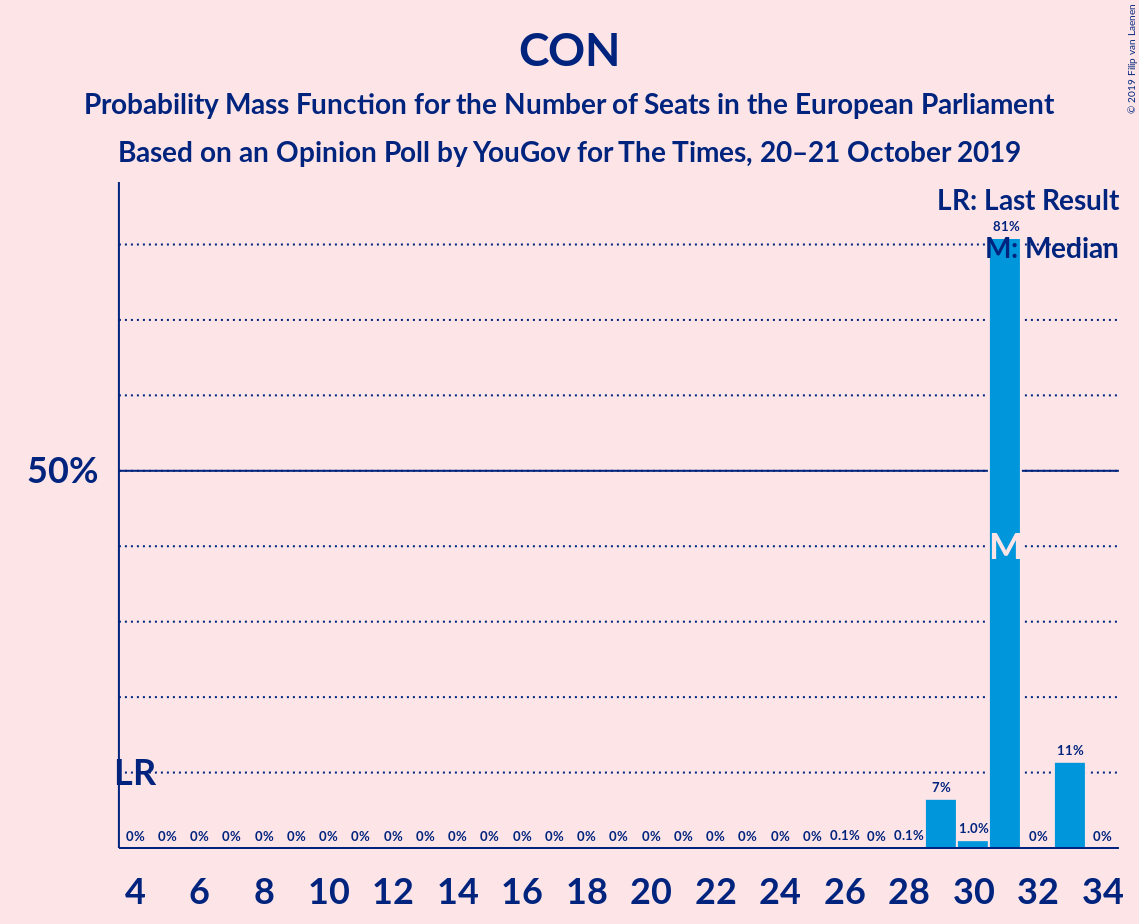 CON
Probability Mass Function for the Number of Seats in the European Parliament
Based on an Opinion Poll by YouGov for The Times, 20–21 October 2019
© 2019 Filip van Laenen
LR: Last Result
81%
M: Median
50%
M
LR
11%
7%
0% 0% 0% 0% 0% 0% 0% 0% 0% 0% 0% 0% 0% 0% 0% 0% 0% 0% 0% 0% 0% 0% 0.1% 0% 0.1% 1.0% 0% 0%
4 6 8 10 12 14 16 18 20 22 24 26 28 30 32 34